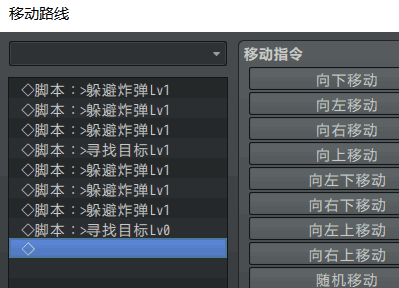 移动路线
移动指令
◇脚本：>躲避炸弹Lv1
◇脚本：>躲避炸弹Lv1
◇脚本：>躲避炸弹Lv1
◇脚本：>寻找目标Lv1
◇脚本：>躲避炸弹Lv1
◇脚本：>躲避炸弹Lv1
◇脚本：>躲避炸弹Lv1
◇脚本：>寻找目标Lv0
◇
向下移动
向左移动
向右移动
向上移动
向左下移动
向右下移动
向左上移动
向右上移动
随机移动